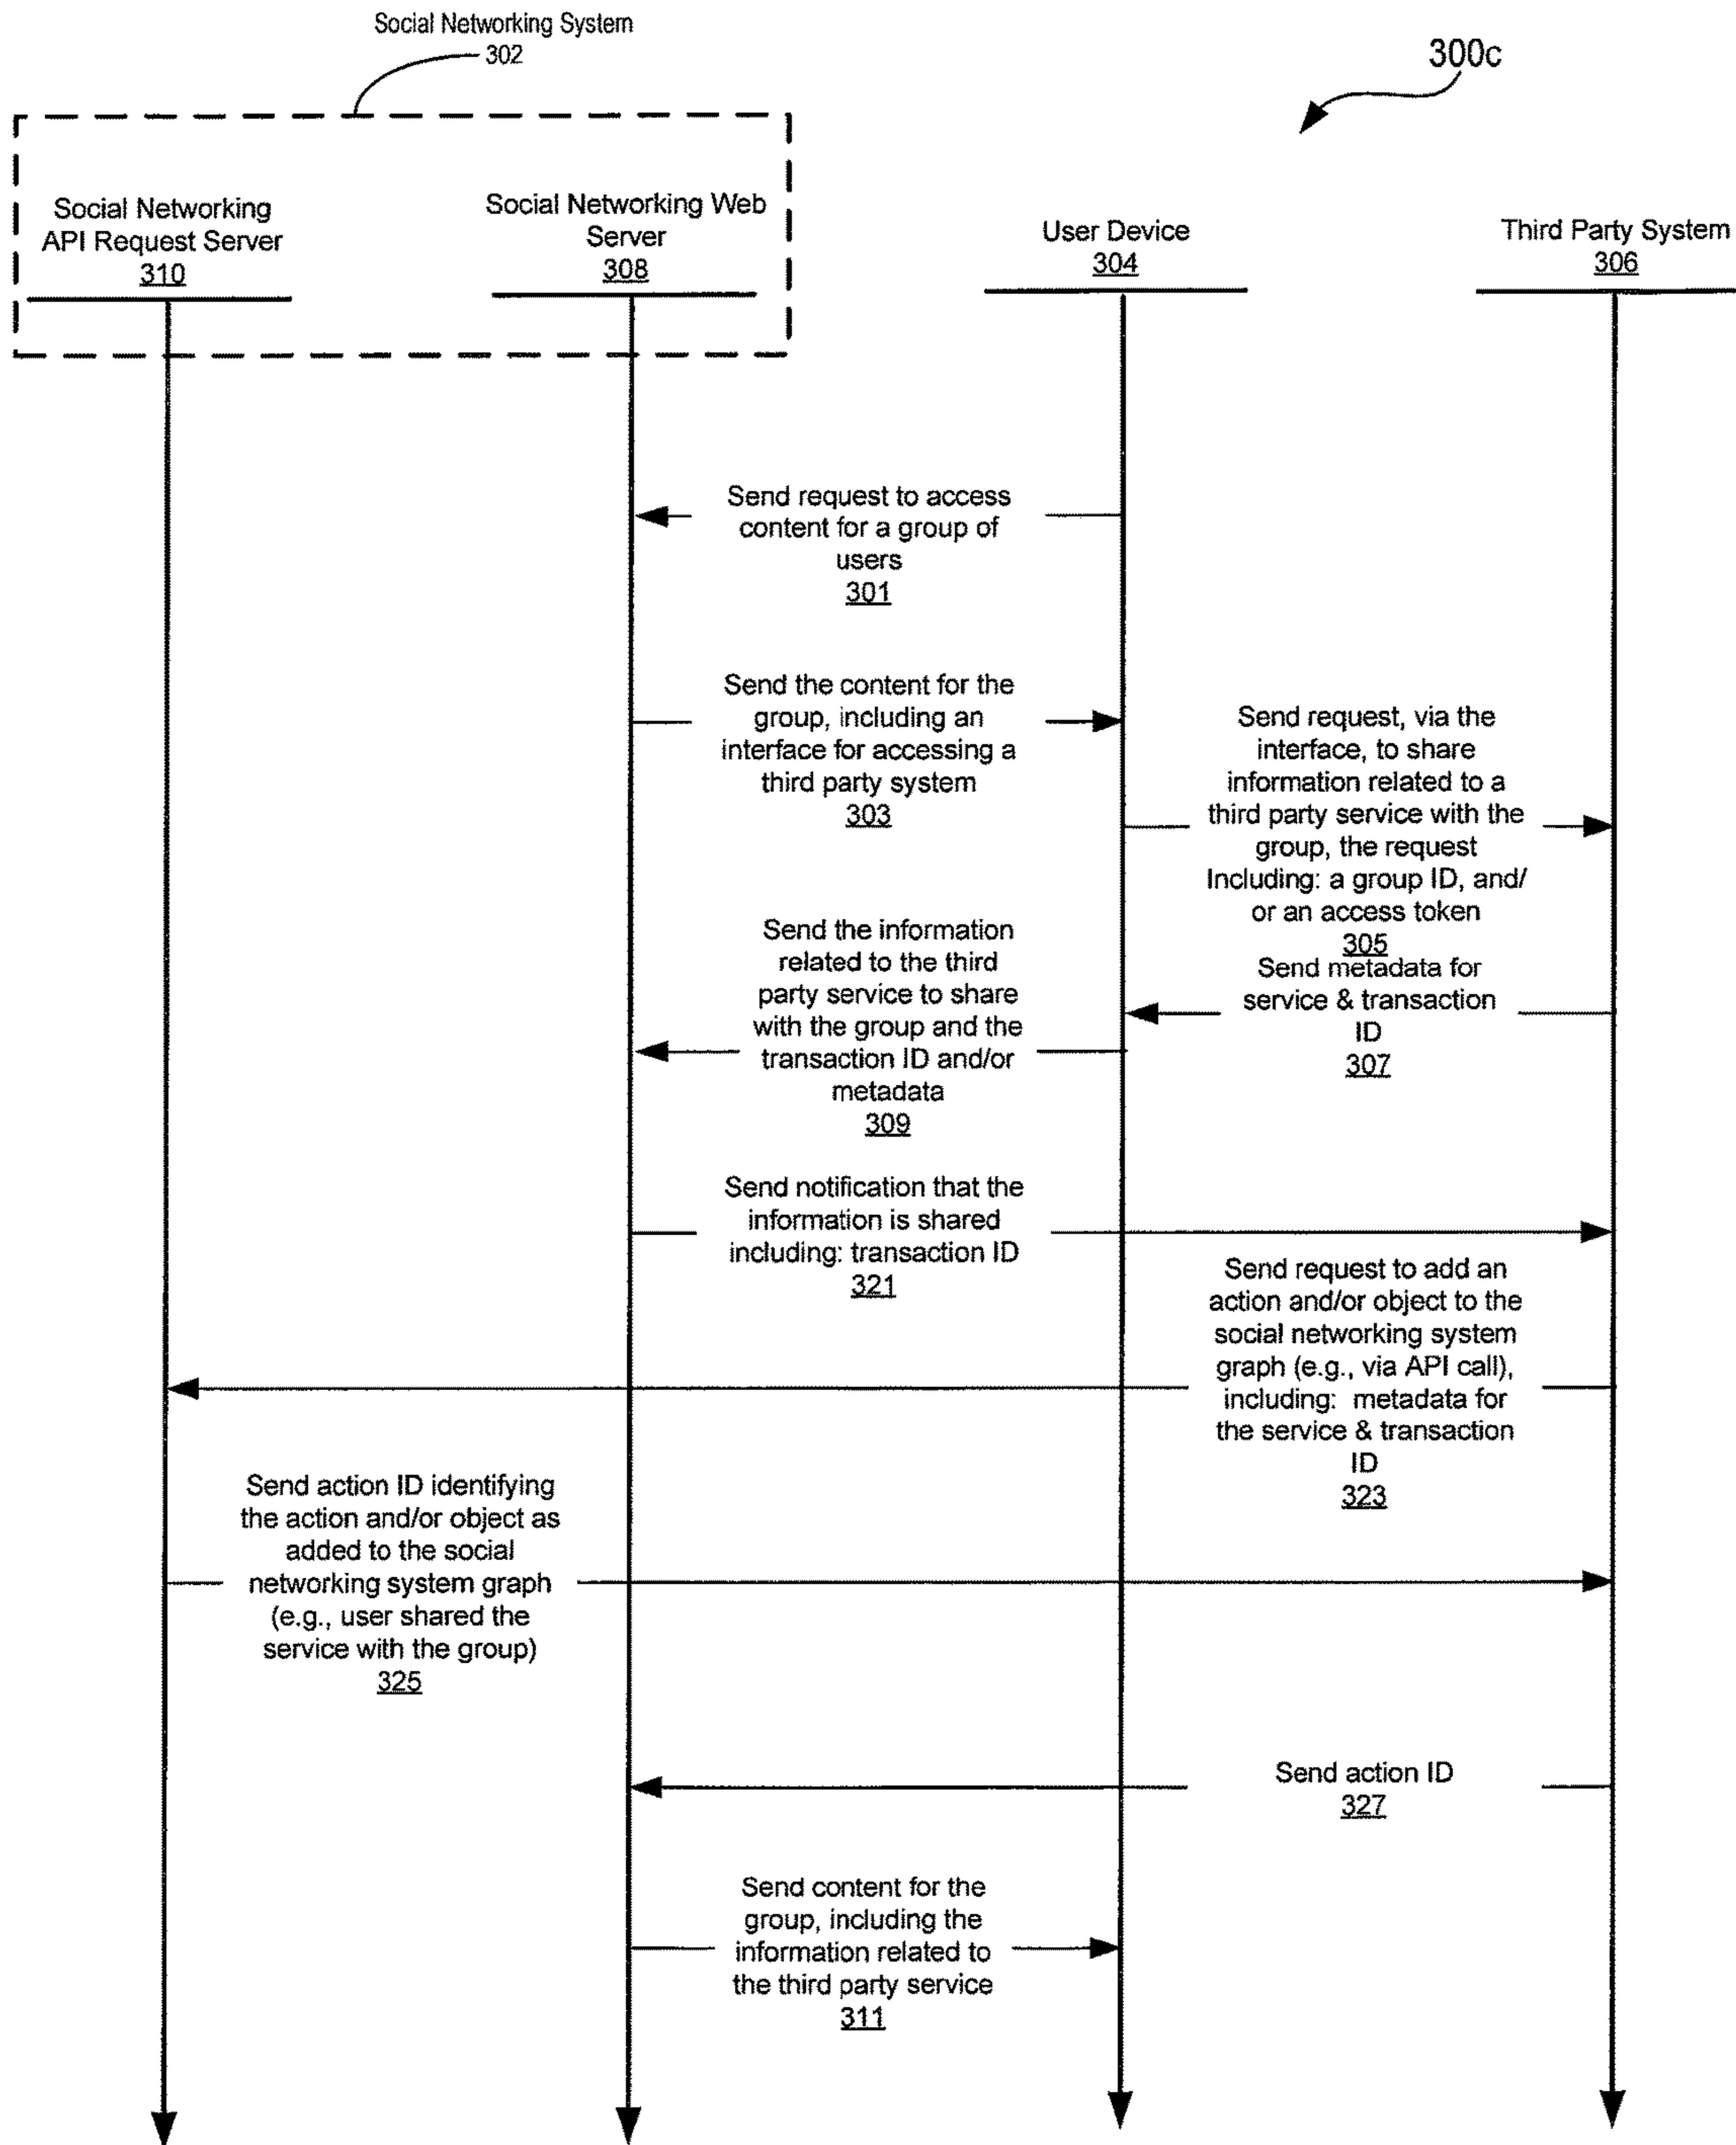 Social Networking System
302
300c
Social Networking
API Request Server
310
Social Networking Web
Server
308
User Device
304
Third Party System
306
Send request to access
content for a group of
users
301
Send the content for the
group, including an
interface for accessing a
third party system
303
Send request, via the
interface, to share
information related to a
third party service with the
group, the request
Including: a group ID, and/
or an access token
305
Send metadata for
service & transaction
ID
307
Send the information
related to the third
party service to share
with the group and the
transaction ID and/or
metadata
309
Send notification that the
information is shared
including: transaction ID
321
Send request to add an
action and/or object to the
social networking system
graph (e.g., via API call),
including: metadata for
the service & transaction
ID
323
Send action ID identifying
the action and/or object as
added to the social
networking system graph
(e.g., user shared the
service with the group)
325
Send action ID
327
Send content for the
group, including the
information related to
the third party service
311